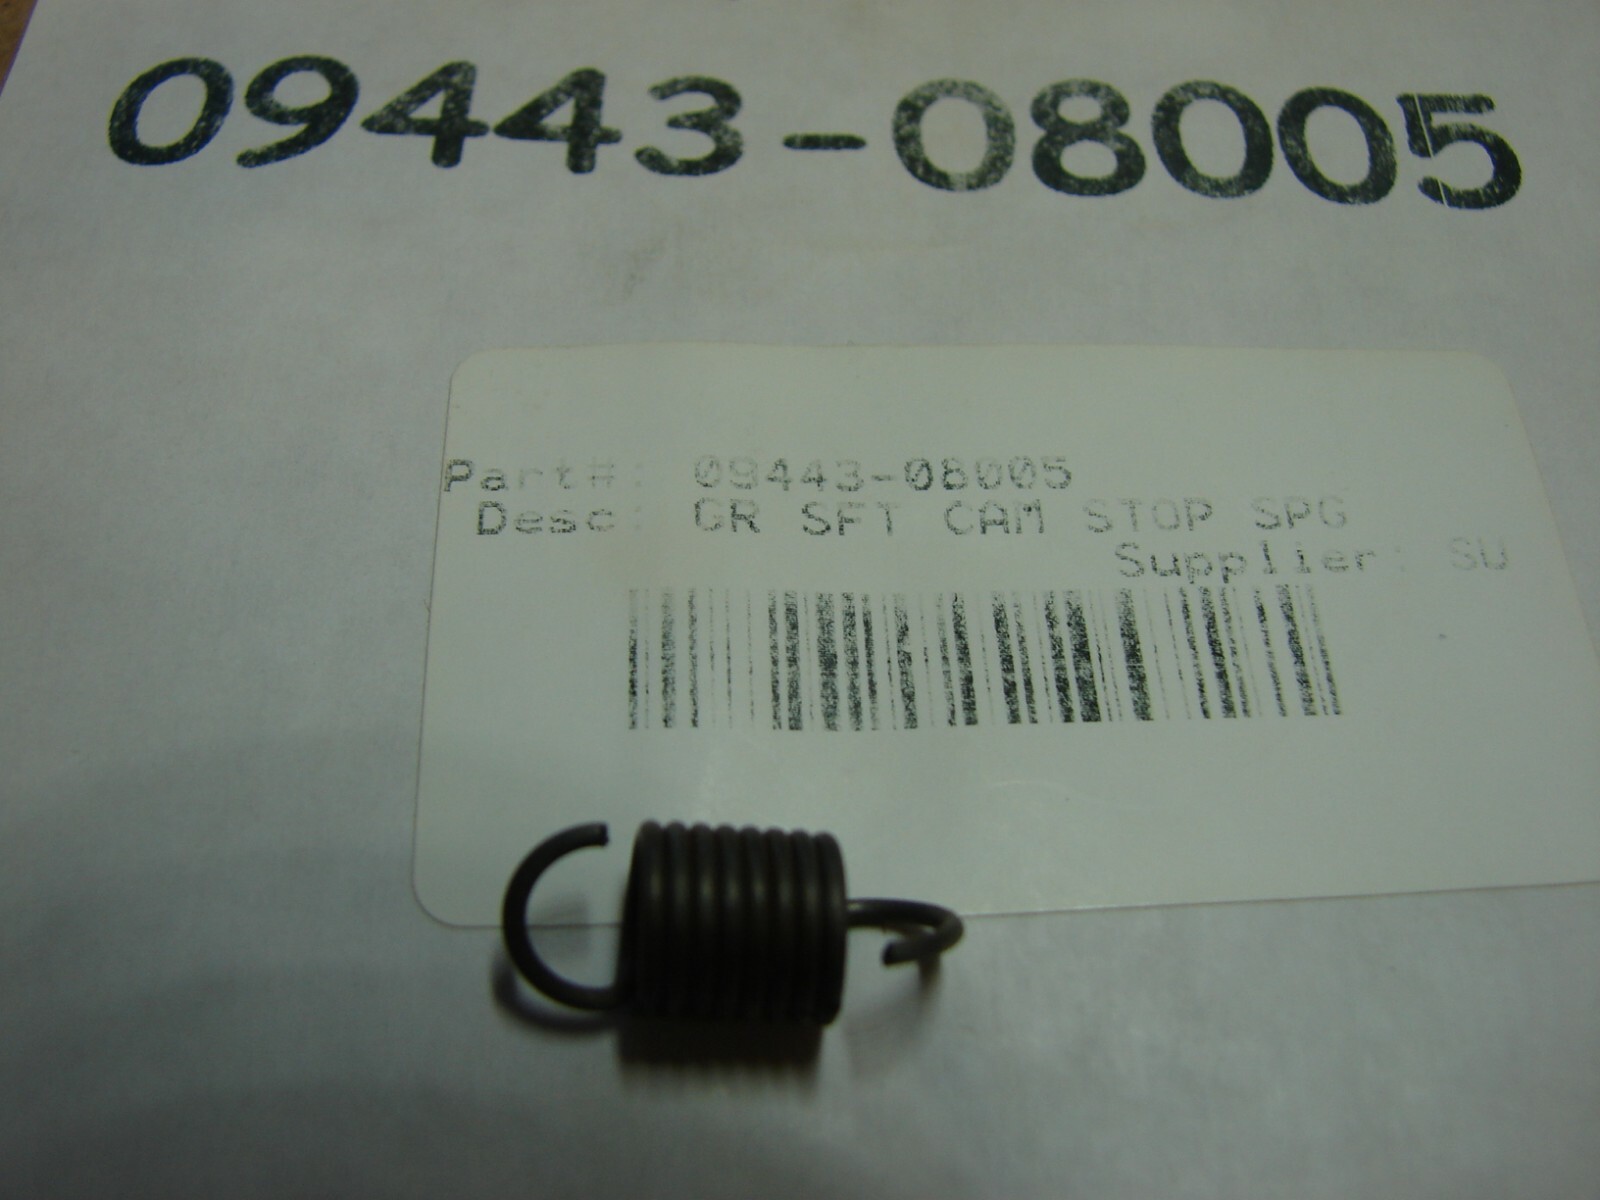 09443-08005
Part#: 09443-08005
Desc: GR SFT CAM STOP SPG
Supplier: SU